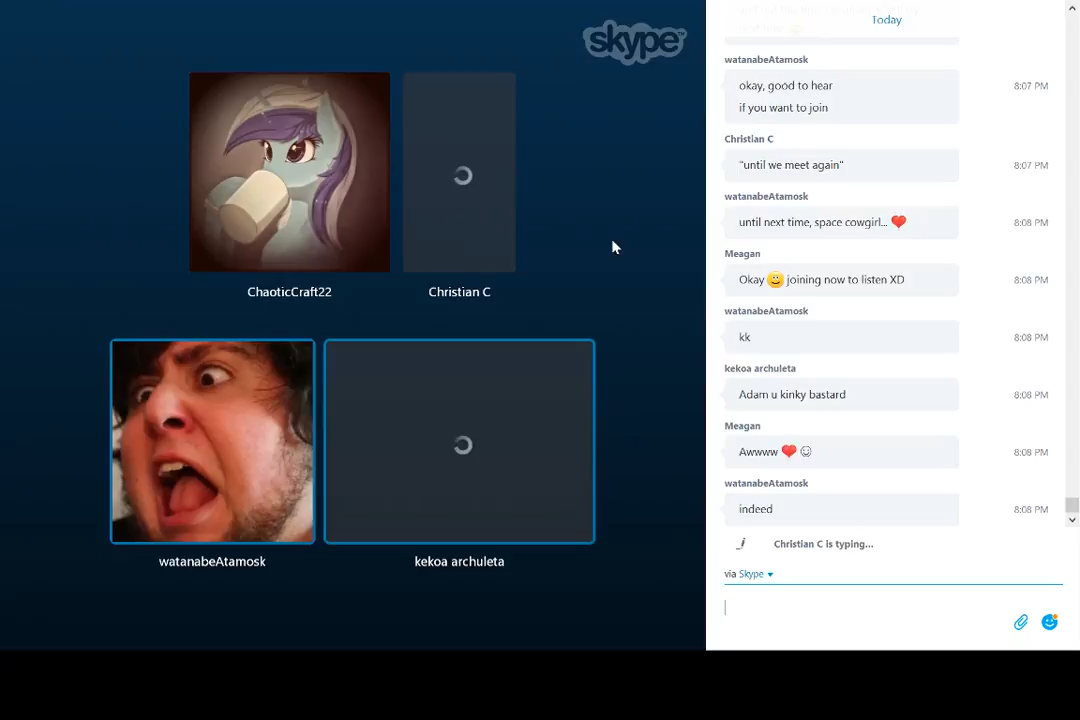 skype™
ChaoticCraft22
Christian C
watanabeAtamosk
kekoa archuleta
Today
watanabeAtamosk
okay, good to hear
8:07 PM
if you want to join
Christian C
"until we meet again"
8:07 PM
watanabeAtamosk
until next time, space cowgirl... ❤
8:08 PM
Meagan
Okay 😊 joining now to listen XD
8:08 PM
watanabeAtamosk
kk
8:08 PM
kekoa archuleta
Adam u kinky bastard
8:08 PM
Meagan
Awwww ❤ ☺
8:08 PM
watanabeAtamosk
indeed
8:08 PM
Christian C is typing...
via Skype